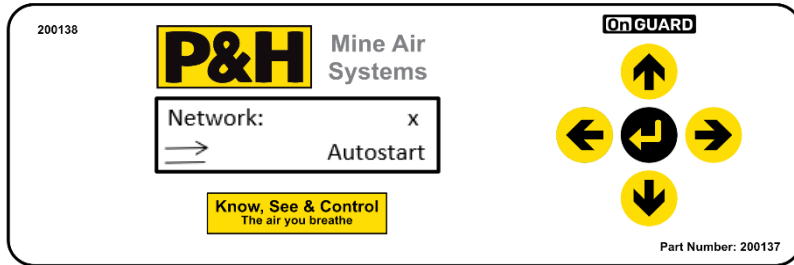 200138
OnGUARD
P&H
Mine Air
Systems
Network: x
Autostart
Know, See & Control
The air you breathe
Part Number: 200137